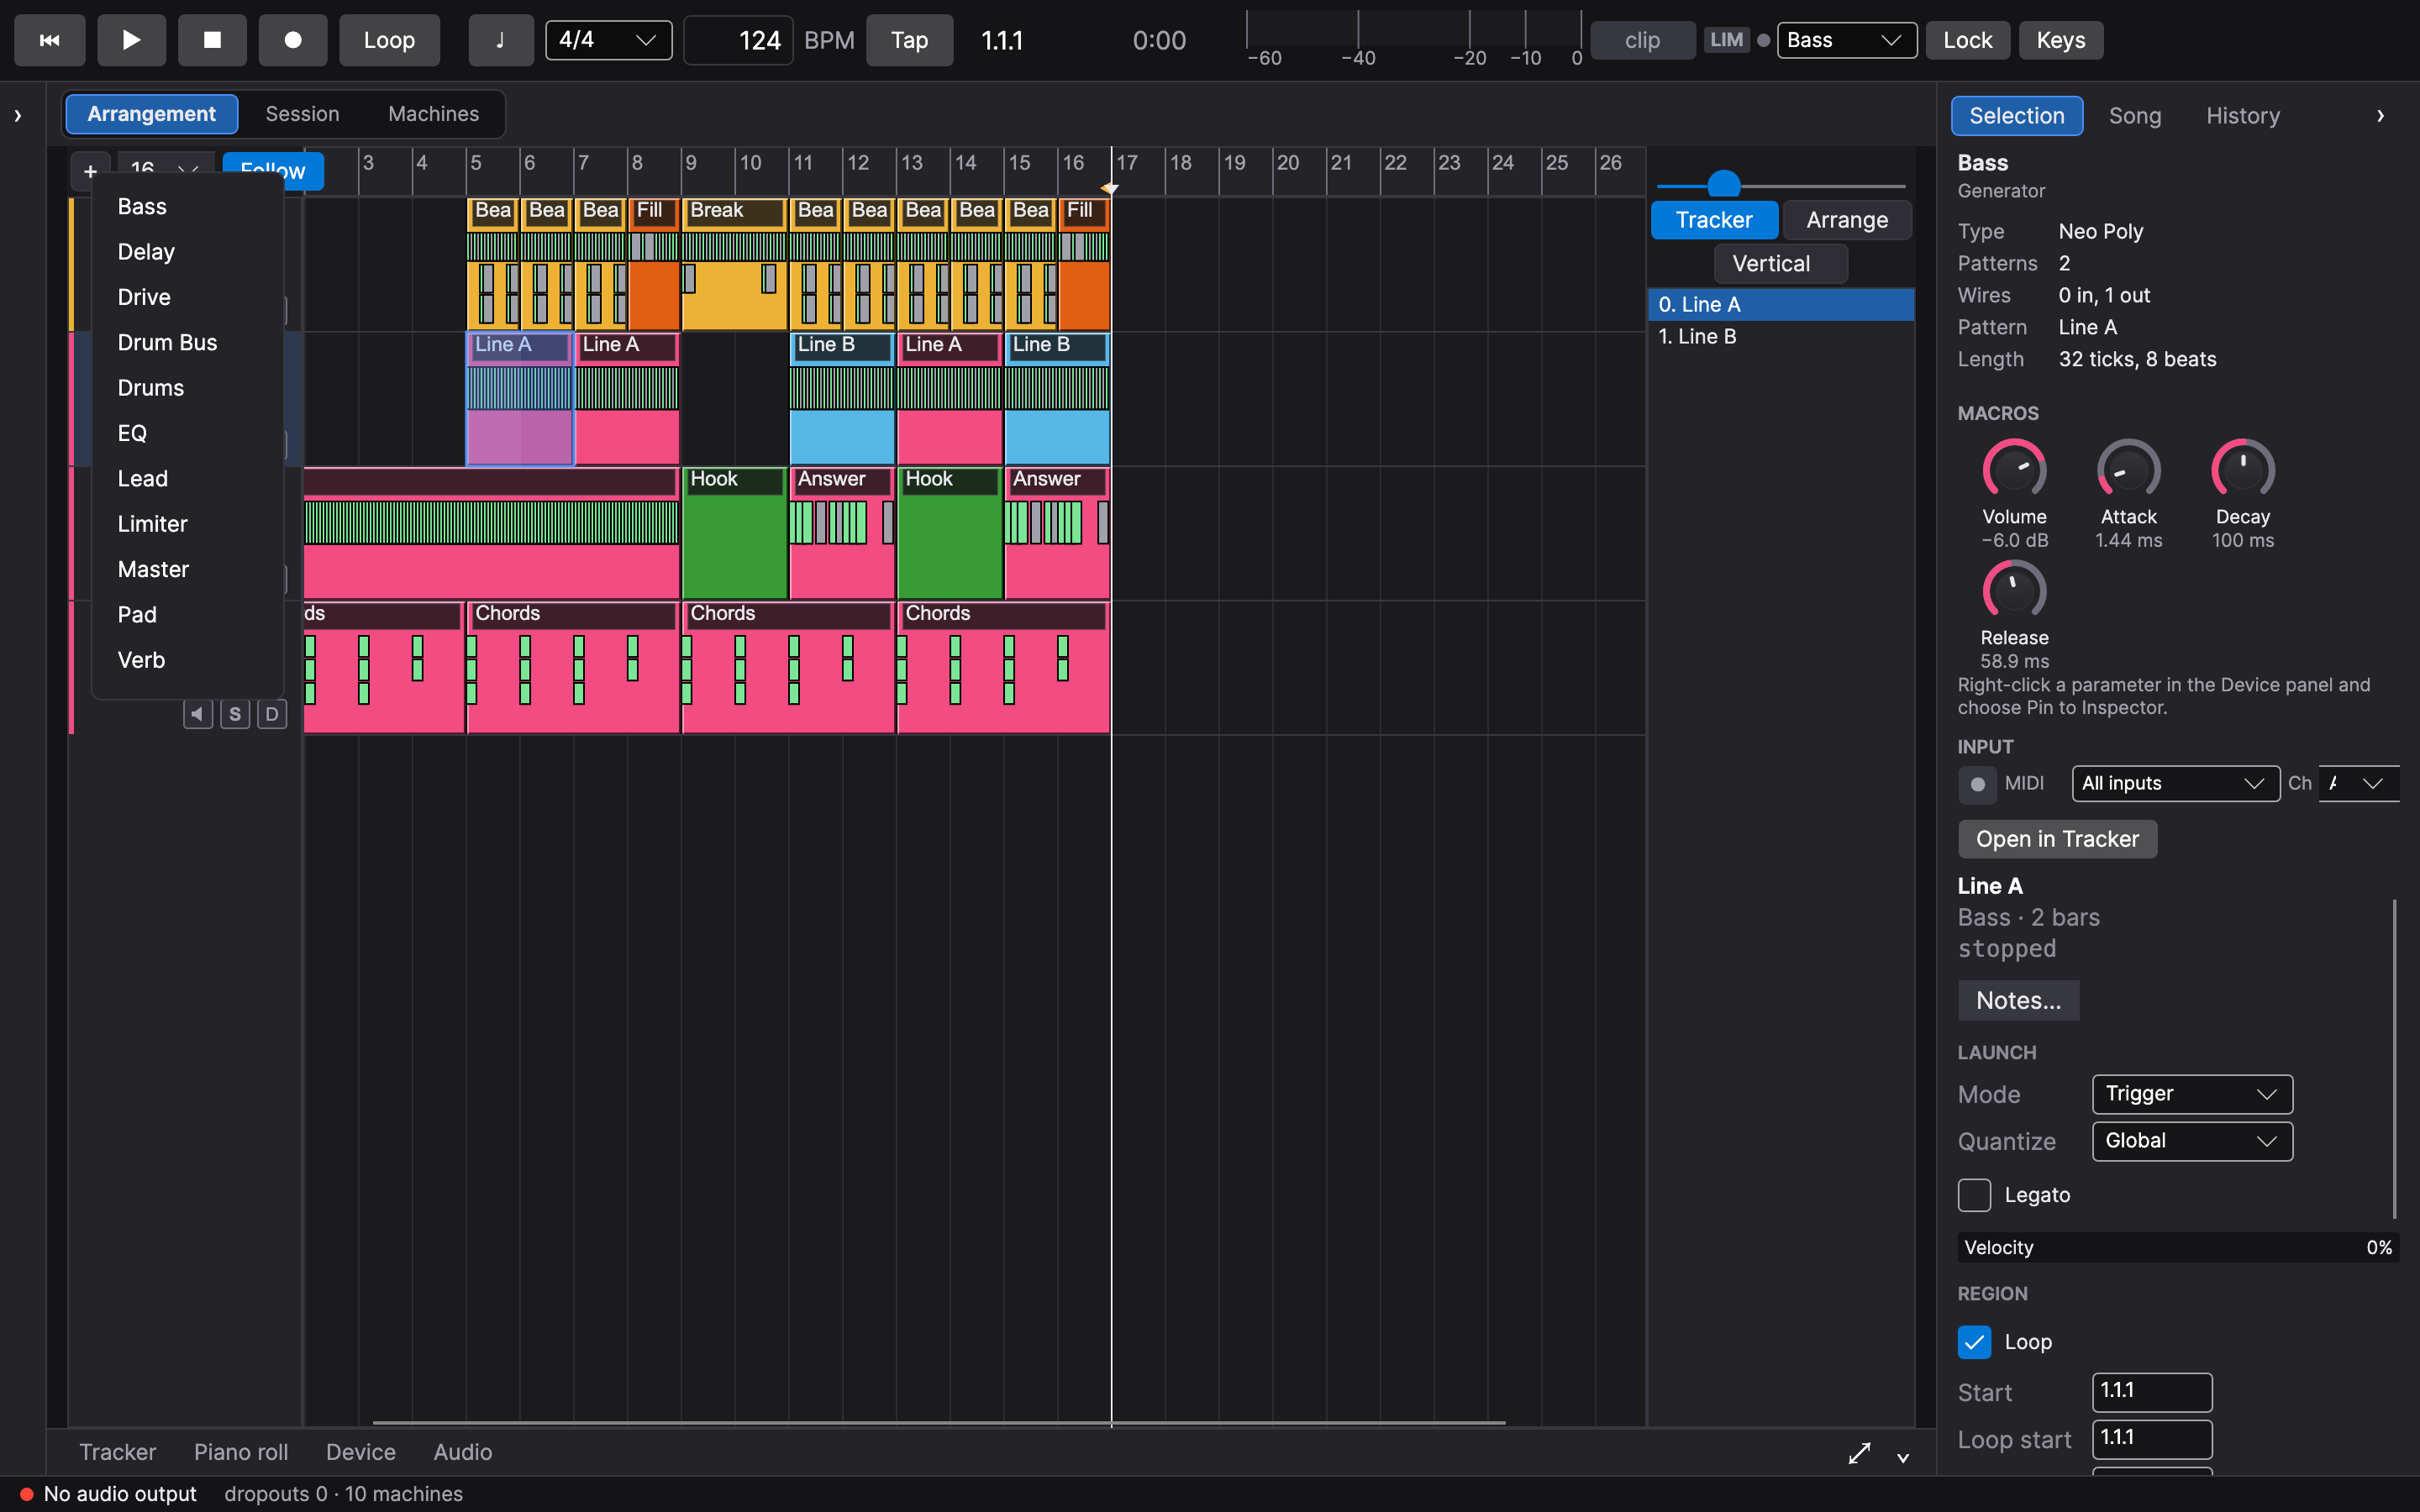 Loop
4/4
124 BPM
Tap
1.1.1
0:00
−60 −40 −20 −10 0
clip
LIM
Bass
Lock
Keys
Arrangement Session Machines
Selection Song History
+ 16 Follow
3 4 5 6 7 8 9 10 11 12 13 14 15 16 17 18 19 20 21 22 23 24 25 26
Bass
Delay
Drive
Drum Bus
Drums
EQ
Lead
Limiter
Master
Pad
Verb
S D
Bea Bea Bea Fill Break Bea Bea Bea Bea Bea Fill
Line A Line A Line B Line A Line B
Hook Answer Hook Answer
ds Chords Chords Chords
Tracker Arrange
Vertical
0. Line A
1. Line B
Bass
Generator
Type Neo Poly
Patterns 2
Wires 0 in, 1 out
Pattern Line A
Length 32 ticks, 8 beats
MACROS
Volume Attack Decay
−6.0 dB 1.44 ms 100 ms
Release
58.9 ms
Right-click a parameter in the Device panel and
choose Pin to Inspector.
INPUT
MIDI All inputs Ch
Open in Tracker
Line A
Bass · 2 bars
stopped
Notes...
LAUNCH
Mode Trigger
Quantize Global
Legato
Velocity 0%
REGION
Loop
Start 1.1.1
Loop start 1.1.1
Tracker Piano roll Device Audio
No audio output dropouts 0 · 10 machines